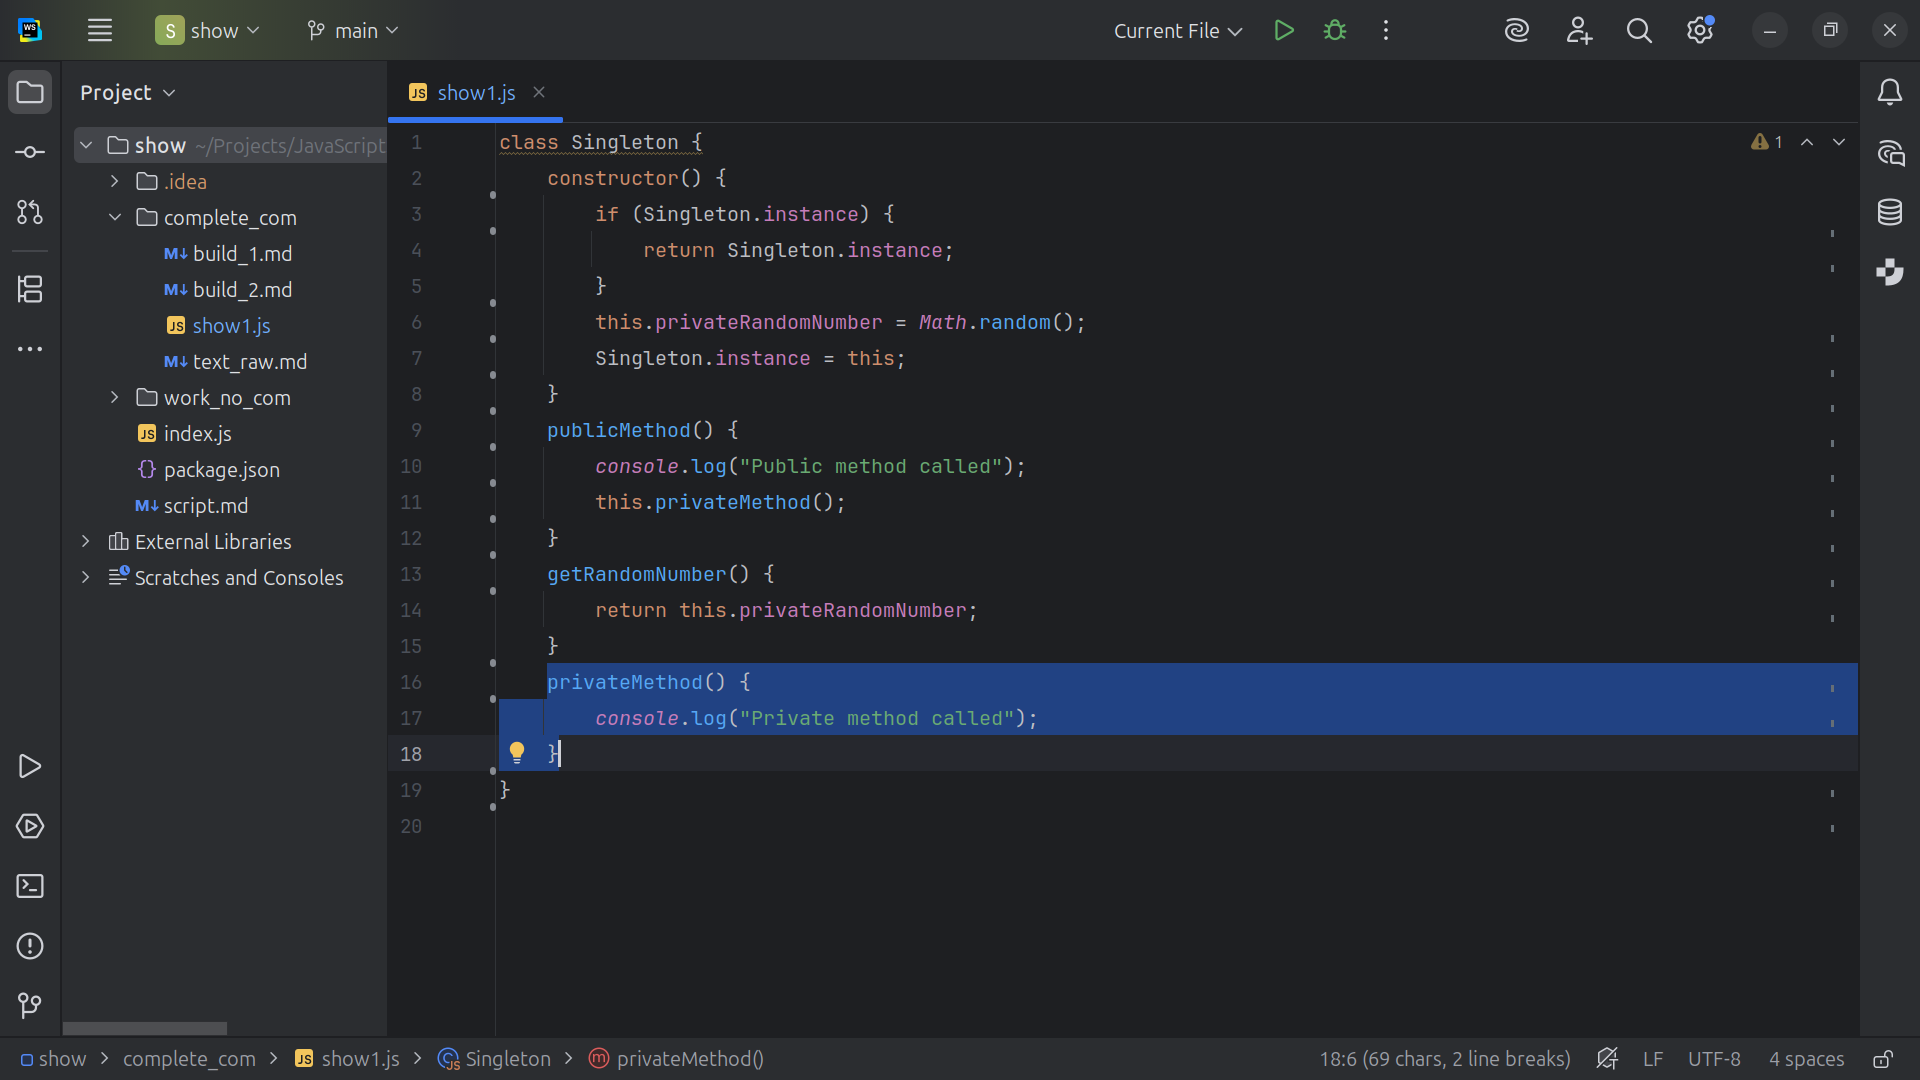 WS
S show
main
Current File
Project
JS show1.js
show ~/Projects/JavaScript
.idea
complete_com
M↓ build_1.md
M↓ build_2.md
JS show1.js
M↓ text_raw.md
work_no_com
JS index.js
{} package.json
M↓ script.md
External Libraries
Scratches and Consoles
1 class Singleton {
2 constructor() {
3 if (Singleton.instance) {
4 return Singleton.instance;
5 }
6 this.privateRandomNumber = Math.random();
7 Singleton.instance = this;
8 }
9 publicMethod() {
10 console.log("Public method called");
11 this.privateMethod();
12 }
13 getRandomNumber() {
14 return this.privateRandomNumber;
15 }
16 privateMethod() {
17 console.log("Private method called");
18 }
19 }
20
1
show > complete_com > JS show1.js > Singleton > m privateMethod()
18:6 (69 chars, 2 line breaks) LF UTF-8 4 spaces